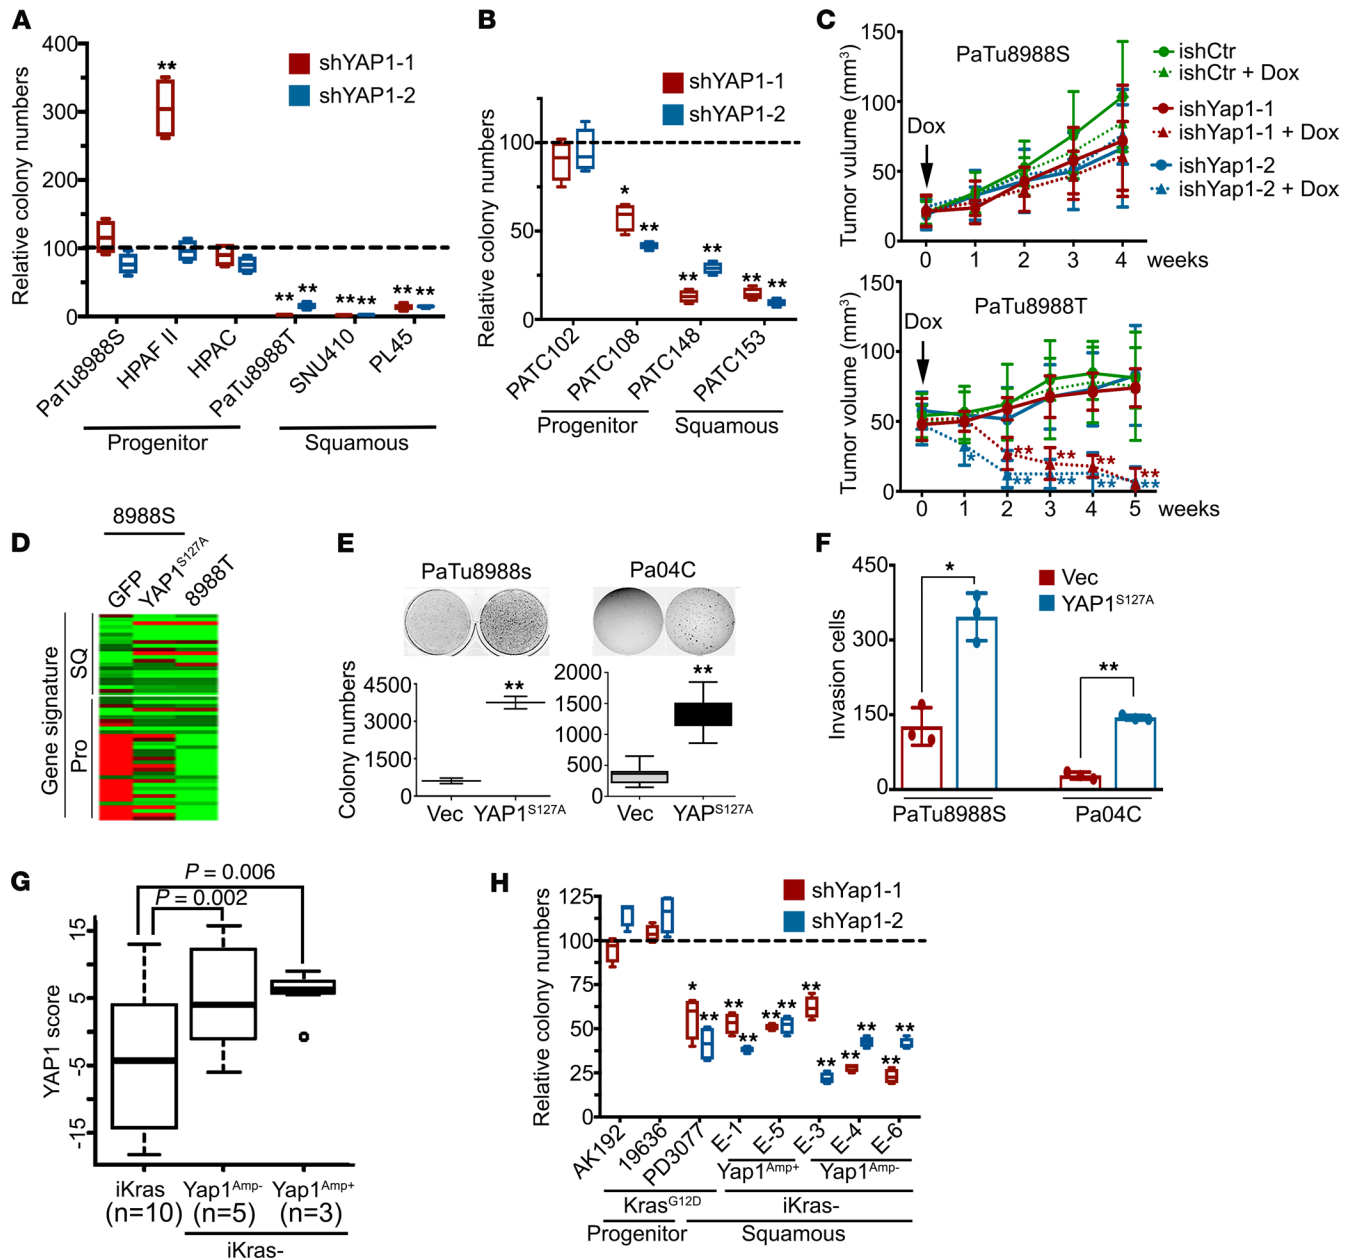 A
Relative colony numbers
400
300
200
100
0
**
shYAP1-1
shYAP1-2
** ** ** ** ** **
PaTu8988S
HPAF II
HPAC
PaTu8988T
SNU410
PL45
Progenitor
Squamous
B
Relative colony numbers
100
50
0
shYAP1-1
shYAP1-2
*
**
**
**
**
**
PATC102
PATC108
PATC148
PATC153
Progenitor
Squamous
C
Tumor volume (mm3)
150
100
50
0
PaTu8988S
Dox
0 1 2 3 4 weeks
ishCtr
ishCtr + Dox
ishYap1-1
ishYap1-1 + Dox
ishYap1-2
ishYap1-2 + Dox
Tumor volume (mm3)
150
100
50
0
PaTu8988T
Dox
*
** ** ** **
** ** ** **
0 1 2 3 4 5 weeks
D
8988S
GFP
YAP1S127A
8988T
Gene signature
SQ
Pro
E
PaTu8988s
Colony numbers
4500
3000
1500
0
**
Vec YAP1S127A
Pa04C
2000
1500
1000
500
0
**
Vec YAPS127A
F
Invasion cells
450
300
150
0
*
**
Vec
YAP1S127A
PaTu8988S
Pa04C
G
P = 0.006
P = 0.002
YAP1 score
15
5
-5
-15
iKras Yap1Amp- Yap1Amp+
(n=10) (n=5) (n=3)
iKras-
H
Relative colony numbers
125
100
75
50
25
0
shYap1-1
shYap1-2
*
**
**
**
**
**
**
**
**
**
**
**
AK192
19636
PD3077
E-1
E-5
E-3
E-4
E-6
Yap1Amp+ Yap1Amp-
KrasG12D iKras-
Progenitor Squamous